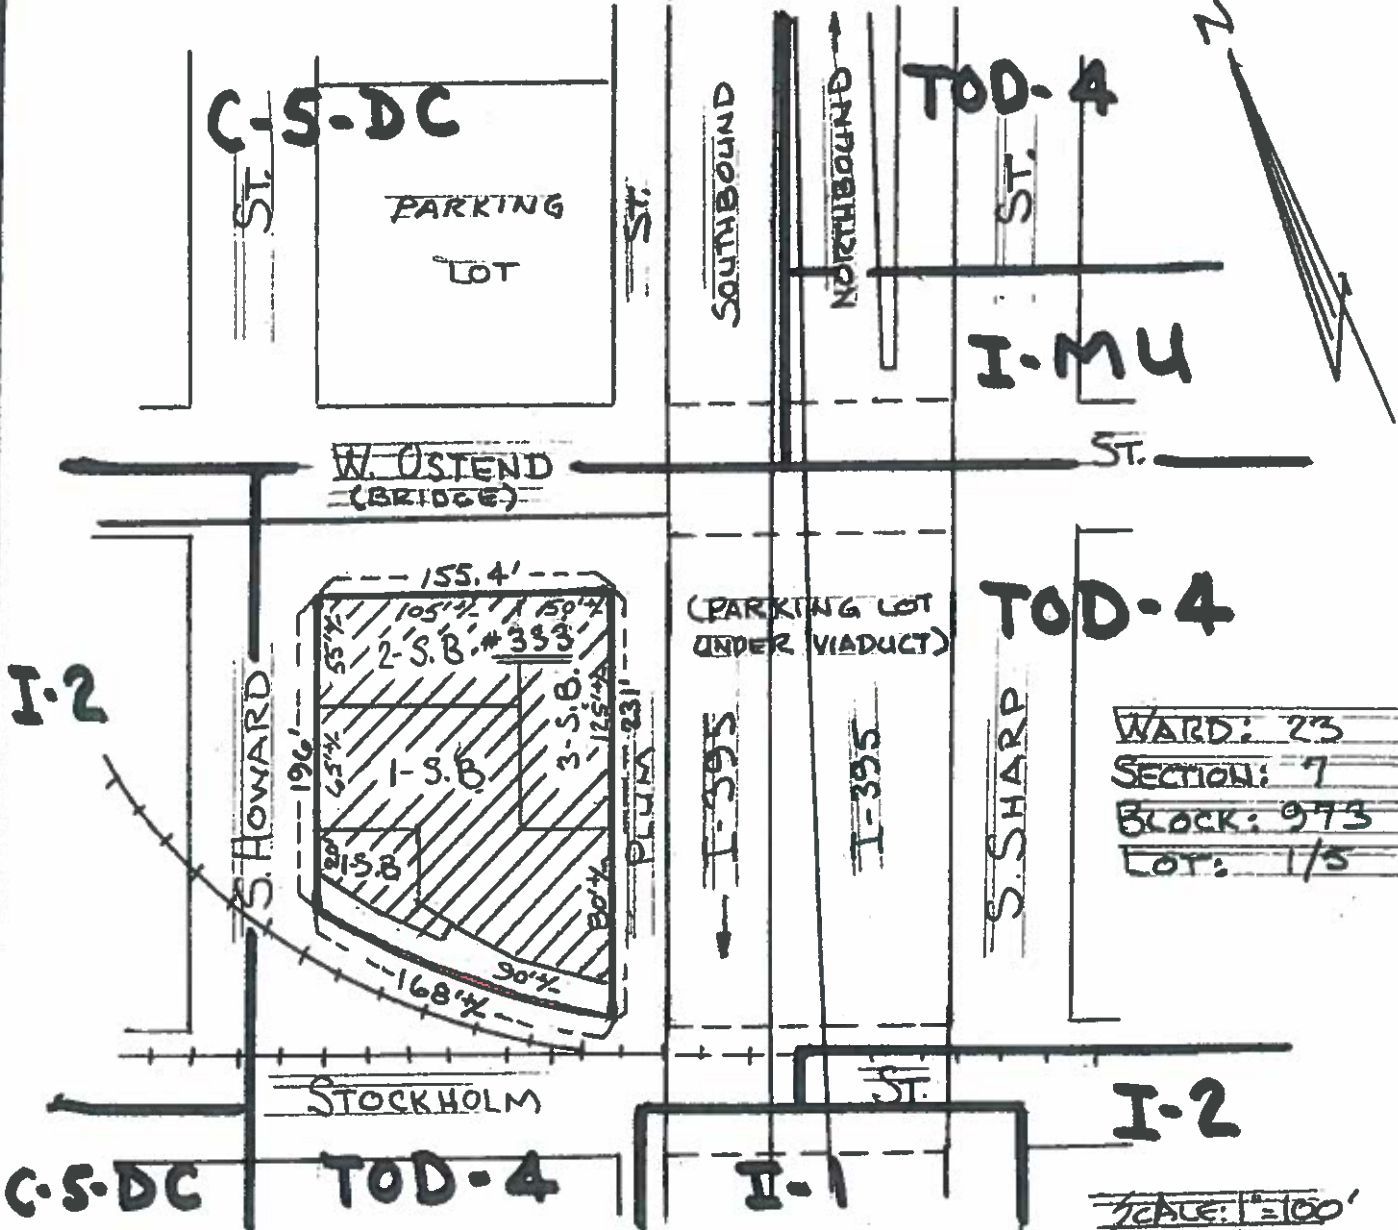 N
C-5-DC
TOD-4
ST.
PARKING
LOT
ST.
SOUTHBOUND
NORTHBOUND
ST.
I-MU
W. OSTEND
(BRIDGE)
ST.
155.4'
105'+/-
50'+/-
55'+/-
2-S.B.
#333
3-S.B.
125'+/-
231'
(PARKING LOT
UNDER VIADUCT)
TOD-4
I-2
S. HOWARD
196'
65'+/-
1-S.B
20'
1-S.B
80'+/-
PLUM
I-395
I-395
S. SHARP
WARD: 23
SECTION: 7
BLOCK: 973
LOT: 1/5
90'+/-
168'+/-
STOCKHOLM
ST.
I-2
C-5-DC
TOD-4
I-1
SCALE: 1"=100'